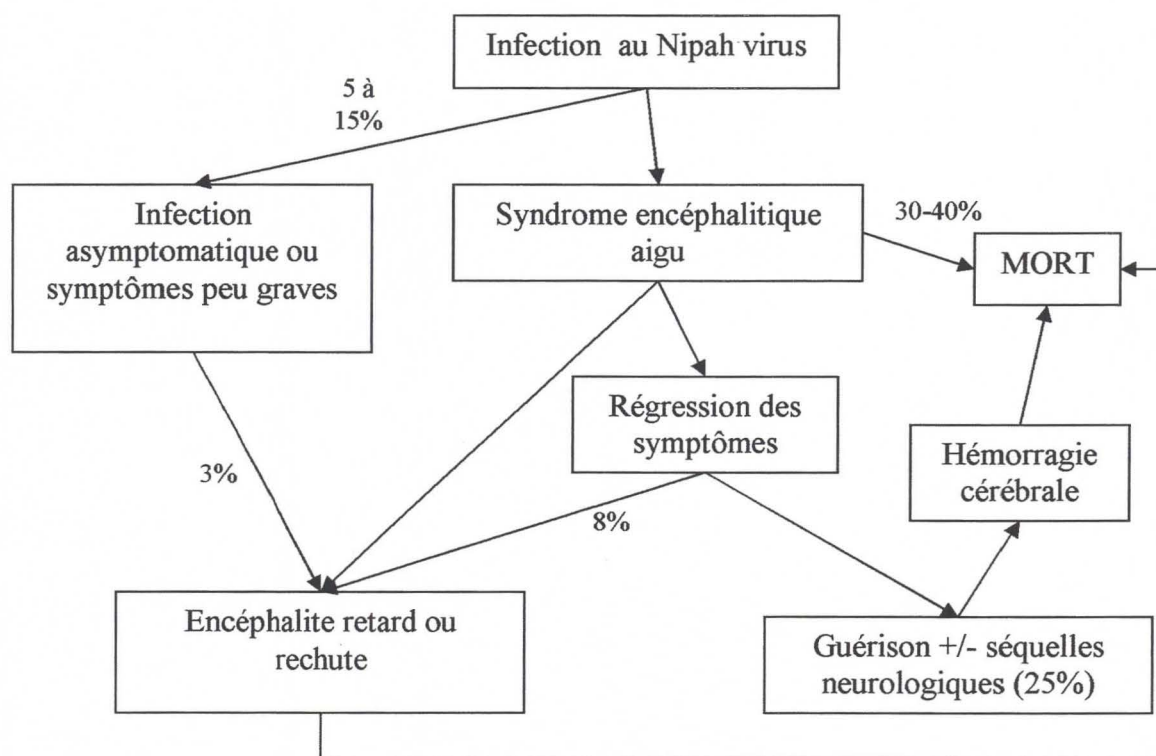 Infection au Nipah virus
5 à
15%
Infection
asymptomatique ou
symptômes peu graves
Syndrome encéphalitique
aigu
30-40%
MORT
Régression des
symptômes
Hémorragie
cérébrale
3%
8%
Encéphalite retard ou
rechute
Guérison +/- séquelles
neurologiques (25%)